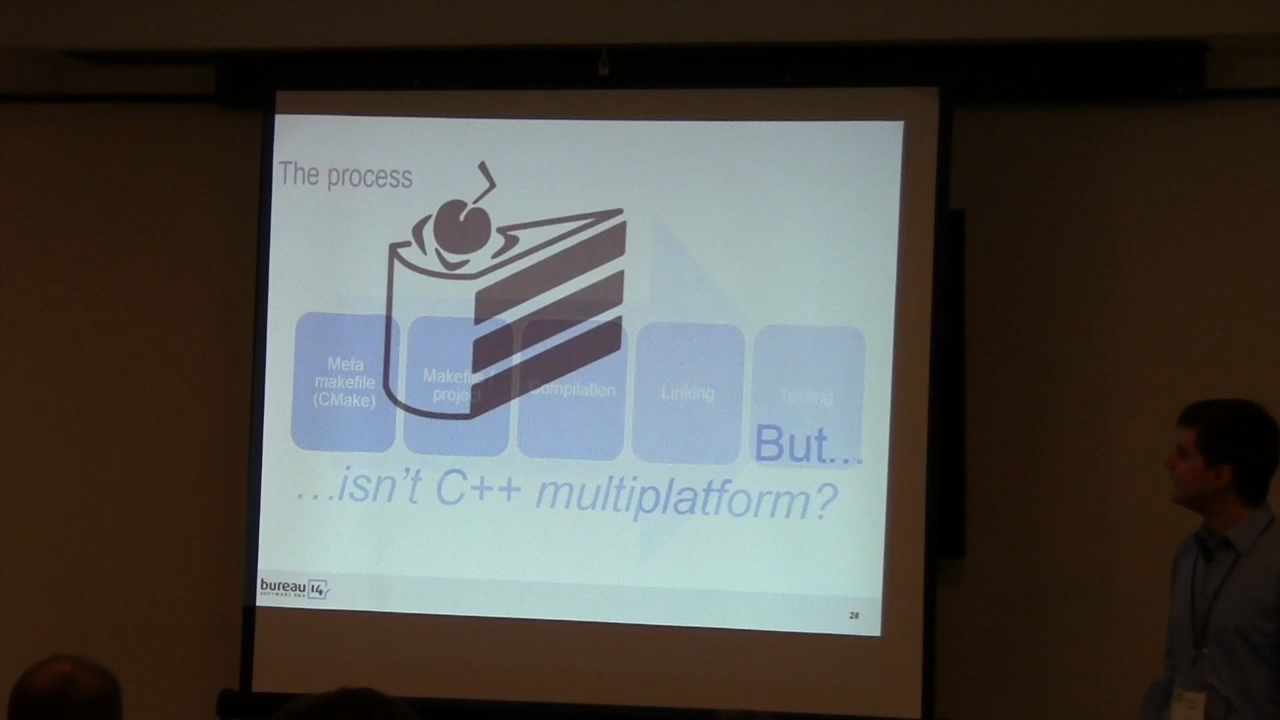 The process
Meta
makefile
(CMake)
Makefile /
project
Compilation
Linking
Testing
But...
...isn't C++ multiplatform?
bureau 14
28